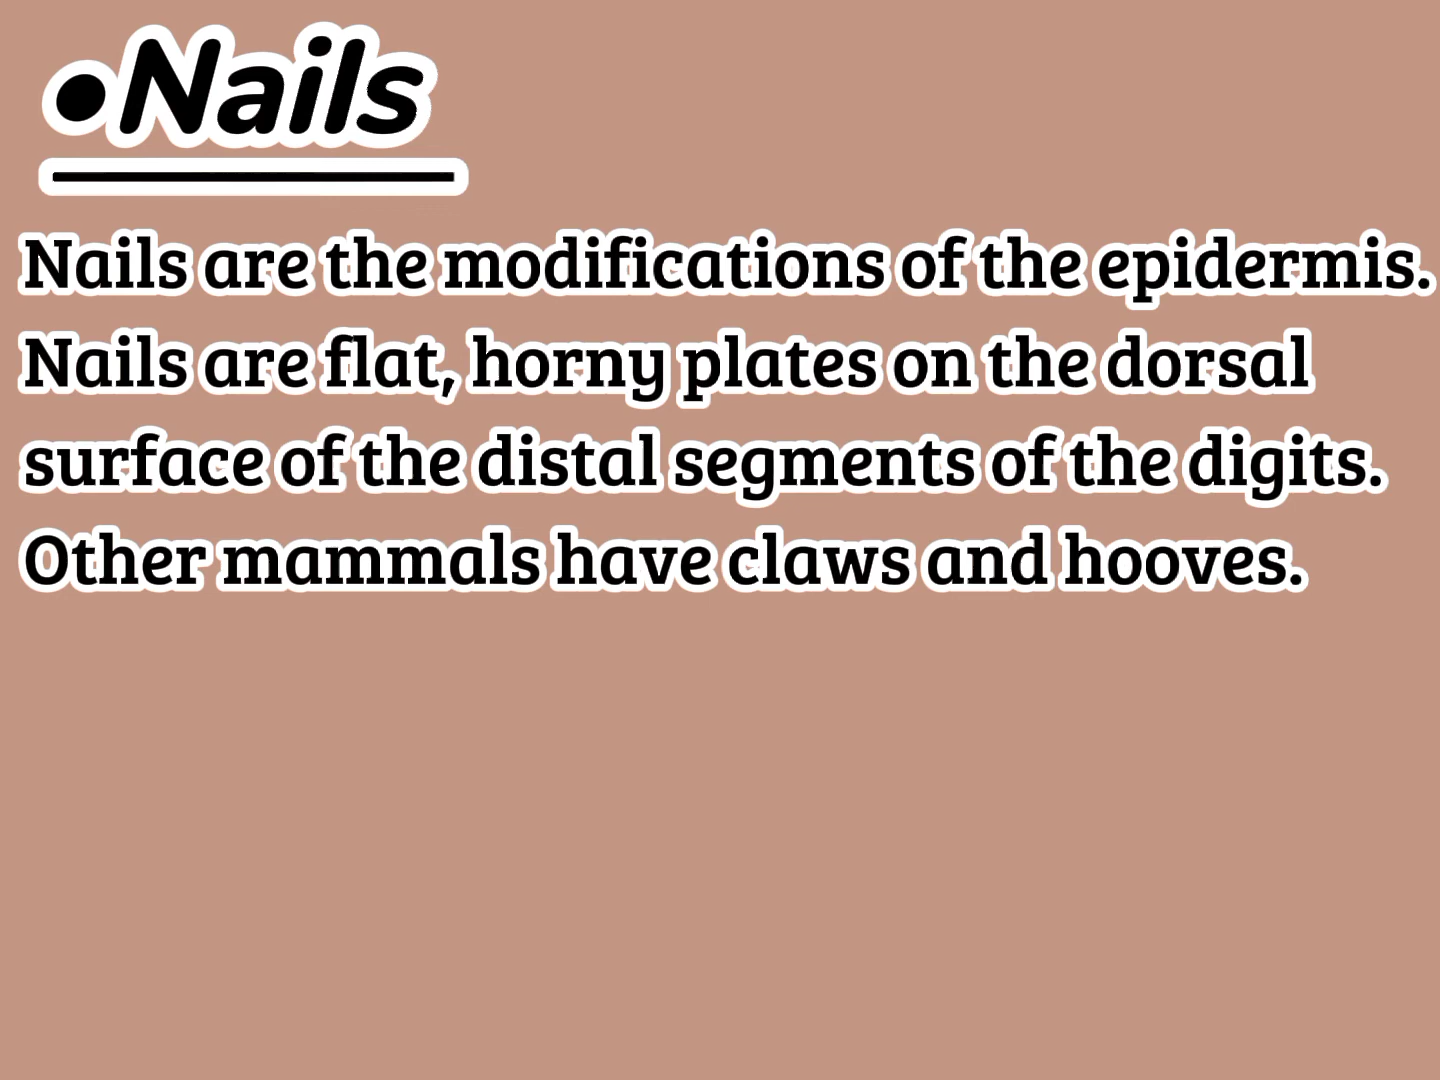 •Nails
Nails are the modifications of the epidermis.
Nails are flat, horny plates on the dorsal
surface of the distal segments of the digits.
Other mammals have claws and hooves.